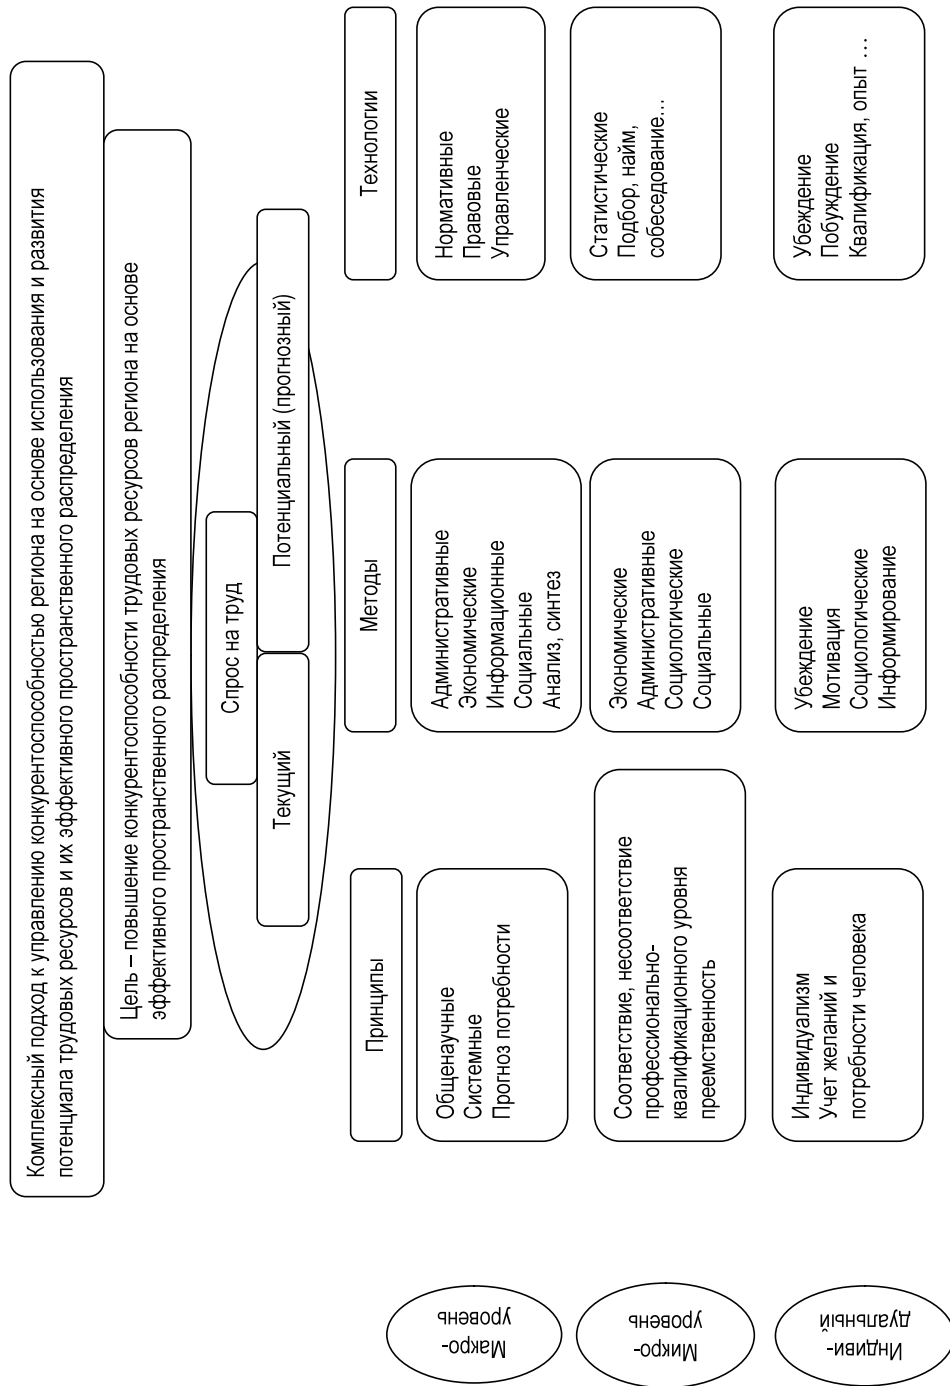 Комплексный подход к управлению конкурентоспособностью региона на основе использования и развития
потенциала трудовых ресурсов и их эффективного пространственного распределения
Цель – повышение конкурентоспособности трудовых ресурсов региона на основе
эффективного пространственного распределения
Спрос на труд
Текущий
Потенциальный (прогнозный)
Принципы
Методы
Технологии
Макро-
уровень
Общенаучные
Системные
Прогноз потребности
Административные
Экономические
Информационные
Социальные
Анализ, синтез
Нормативные
Правовые
Управленческие
Микро-
уровень
Соответствие, несоответствие
профессионально-
квалификационного уровня
преемственность
Экономические
Административные
Социологические
Социальные
Статистические
Подбор, найм,
собеседование...
Индиви-
дуальный
Индивидуализм
Учет желаний и
потребности человека
Убеждение
Мотивация
Социологические
Информирование
Убеждение
Побуждение
Квалификация, опыт ...